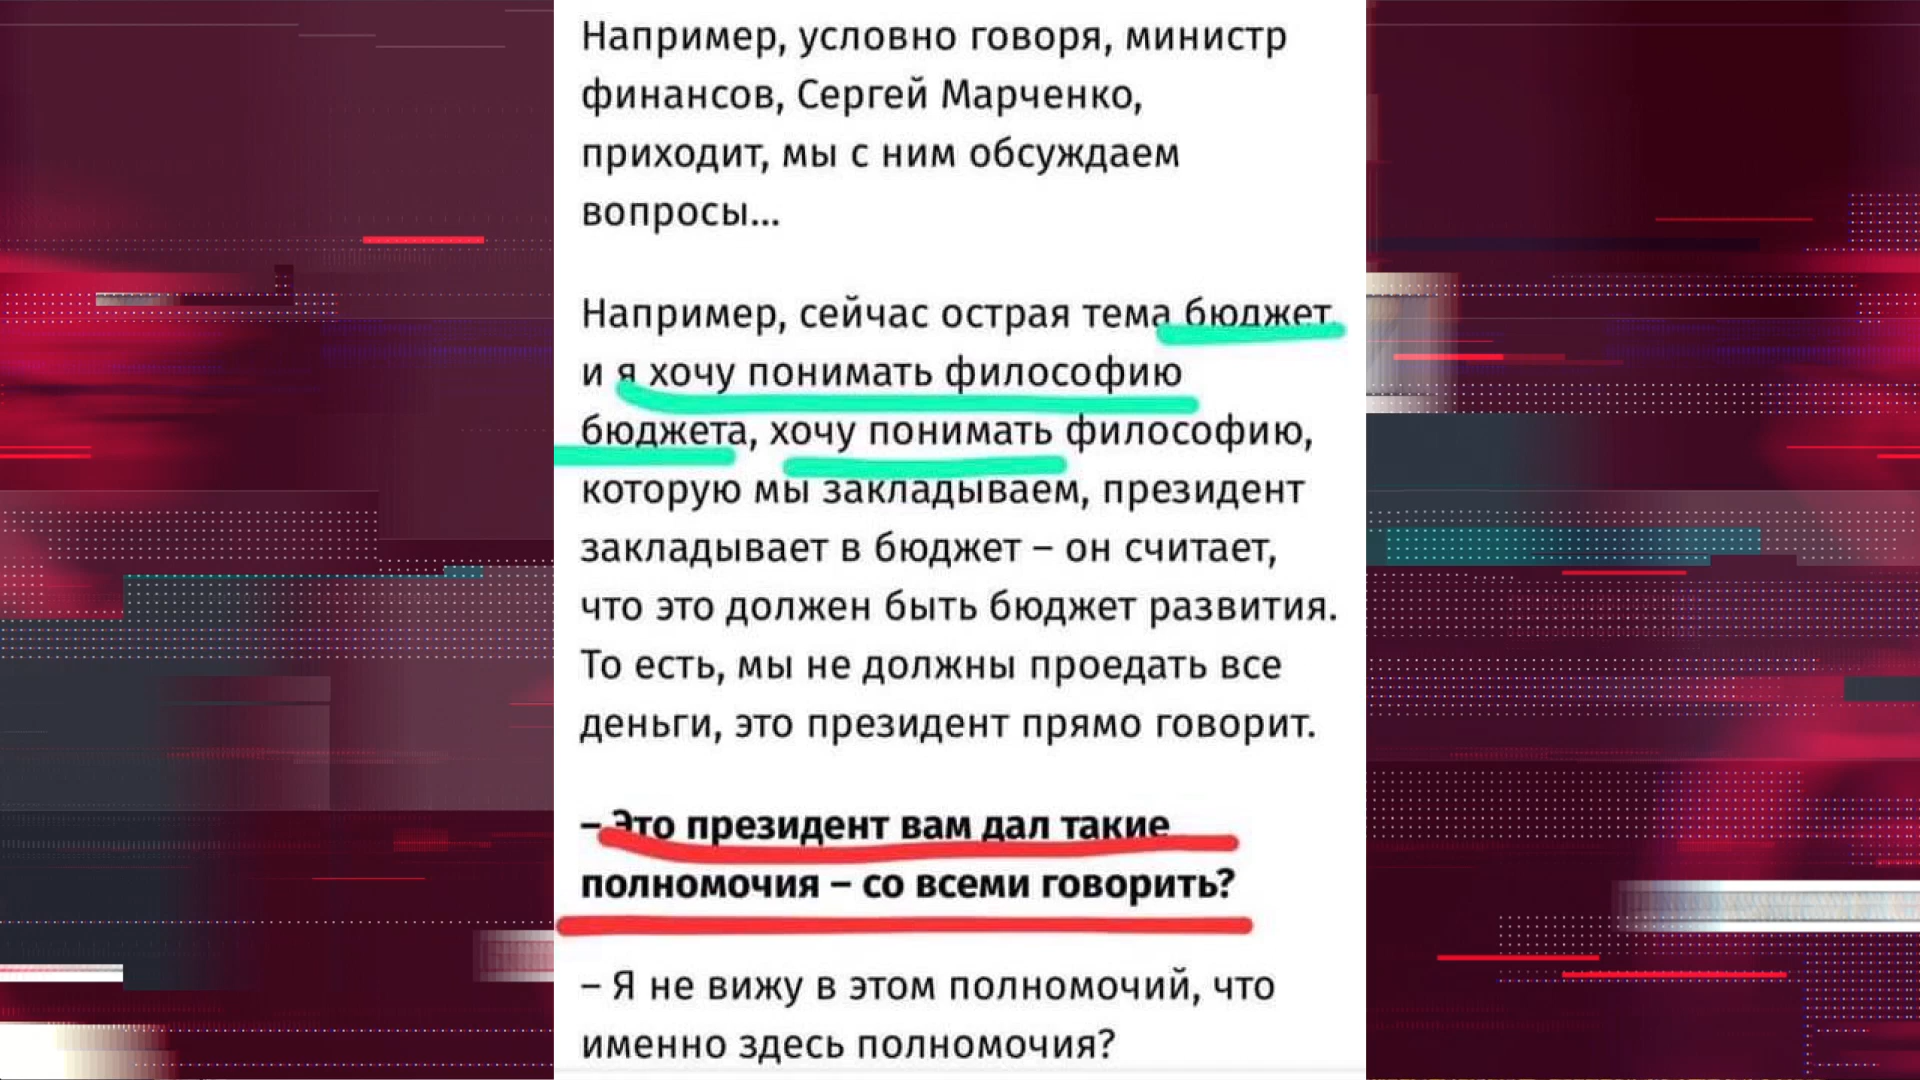 Например, условно говоря, министр
финансов, Сергей Марченко,
приходит, мы с ним обсуждаем
вопросы...
Например, сейчас острая тема бюджет,
и я хочу понимать философию
бюджета, хочу понимать философию,
которую мы закладываем, президент
закладывает в бюджет – он считает,
что это должен быть бюджет развития.
То есть, мы не должны проедать все
деньги, это президент прямо говорит.
– Это президент вам дал такие
полномочия – со всеми говорить?
– Я не вижу в этом полномочий, что
именно здесь полномочия?